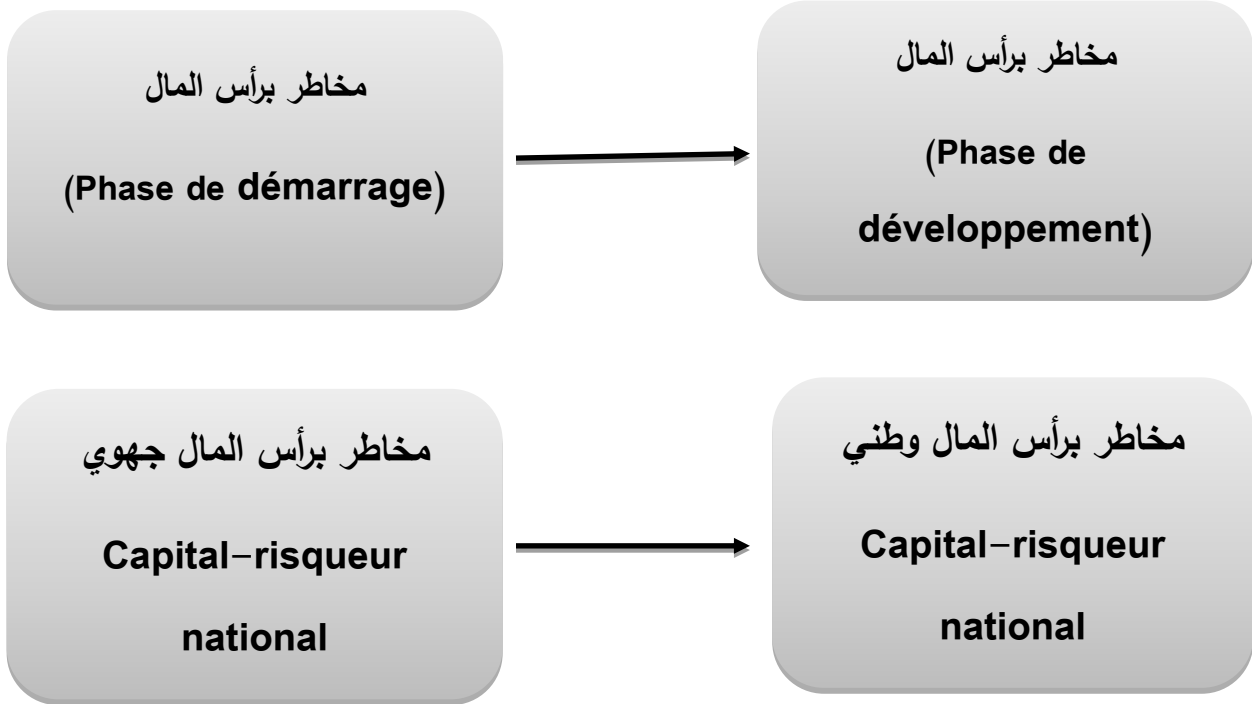 مخاطر برأس المال
(Phase de démarrage)
مخاطر برأس المال
(Phase de
développement)
مخاطر برأس المال جهوي
Capital–risqueur
national
مخاطر برأس المال وطني
Capital–risqueur
national